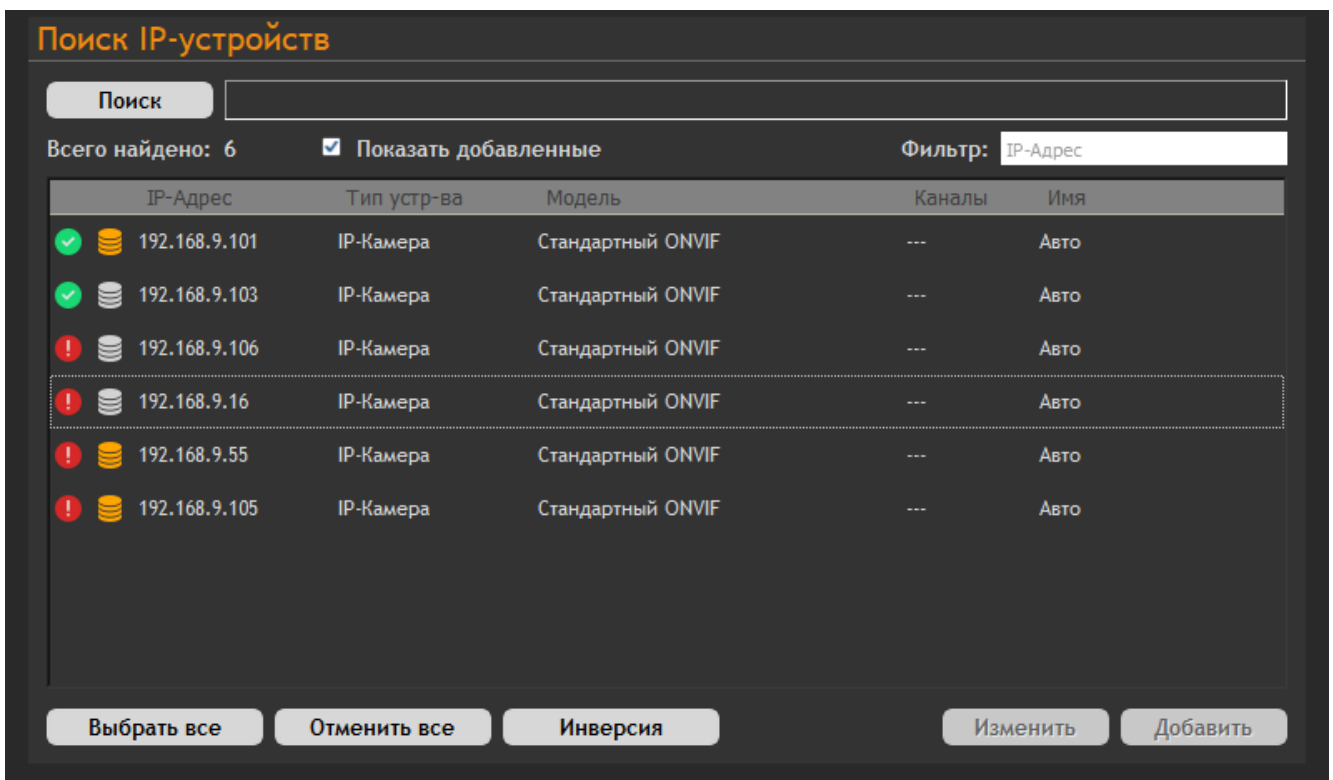 Поиск IP-устройств
Поиск
Всего найдено: 6 Показать добавленные Фильтр: IP-Адрес
IP-Адрес Тип устр-ва Модель Каналы Имя
192.168.9.101 IP-Камера Стандартный ONVIF --- Авто
192.168.9.103 IP-Камера Стандартный ONVIF --- Авто
192.168.9.106 IP-Камера Стандартный ONVIF --- Авто
192.168.9.16 IP-Камера Стандартный ONVIF --- Авто
192.168.9.55 IP-Камера Стандартный ONVIF --- Авто
192.168.9.105 IP-Камера Стандартный ONVIF --- Авто
Выбрать все Отменить все Инверсия Изменить Добавить